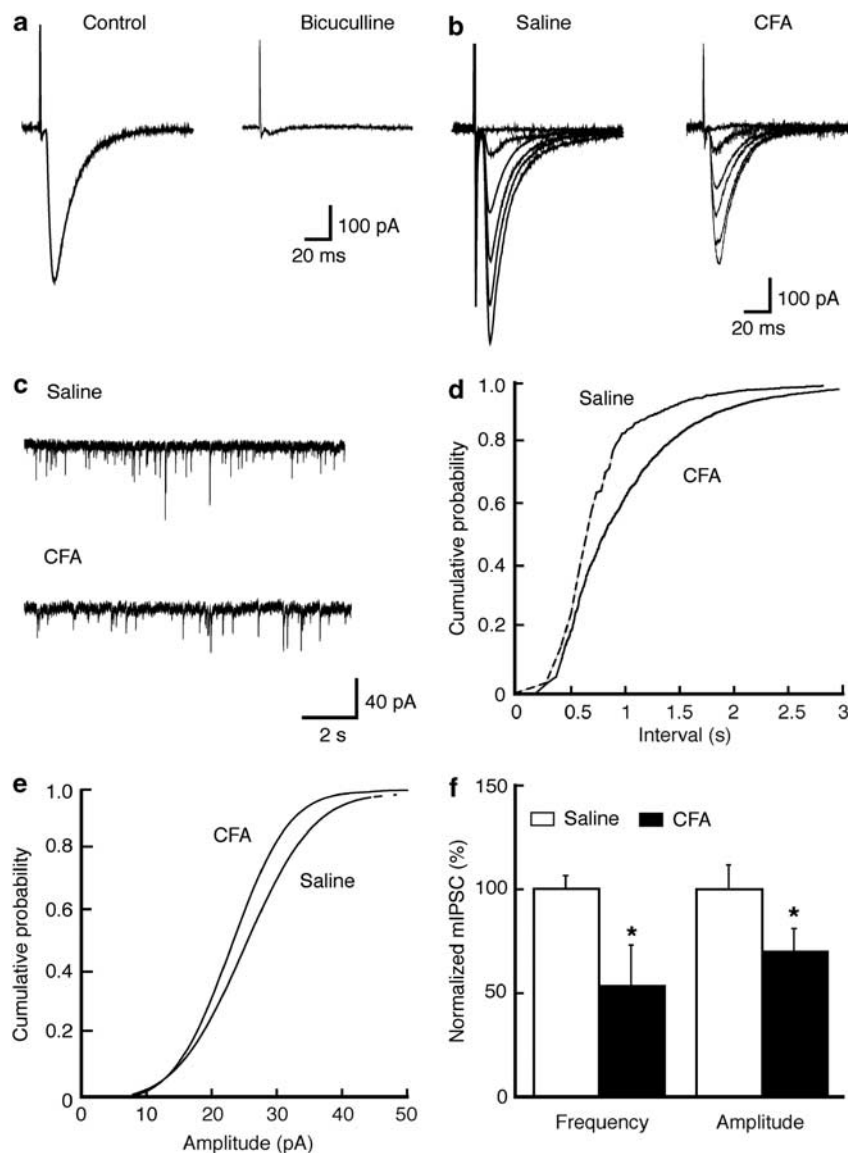 a
Control
Bicuculline
100 pA
20 ms
b
Saline
CFA
100 pA
20 ms
c
Saline
CFA
40 pA
2 s
d
Cumulative probability
1.0
0.8
0.6
0.4
0.2
0
Saline
CFA
0 0.5 1 1.5 2 2.5 3
Interval (s)
e
Cumulative probability
1.0
0.8
0.6
0.4
0.2
0
CFA
Saline
0 10 20 30 40 50
Amplitude (pA)
f
Normalized mIPSC (%)
150
100
50
0
Saline CFA
*
*
Frequency Amplitude